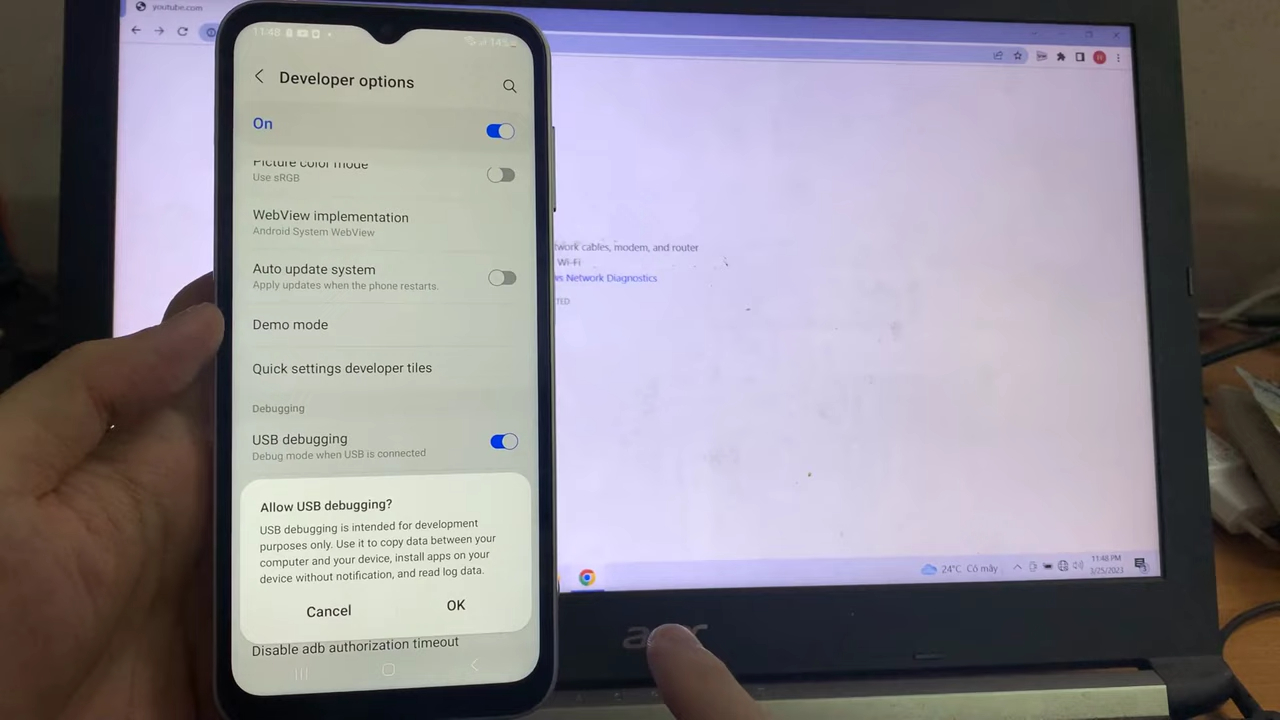 youtube.com
11:48
Developer options
On
Picture color mode
Use sRGB
WebView implementation
Android System WebView
Auto update system
Apply updates when the phone restarts.
Demo mode
Quick settings developer tiles
Debugging
USB debugging
Debug mode when USB is connected
Allow USB debugging?
USB debugging is intended for development
purposes only. Use it to copy data between your
computer and your device, install apps on your
device without notification, and read log data.
Cancel
OK
Disable adb authorization timeout
work cables, modem, and router
Wi-Fi
ws Network Diagnostics
TED
24°C Có mây
11:48 PM
3/25/2023